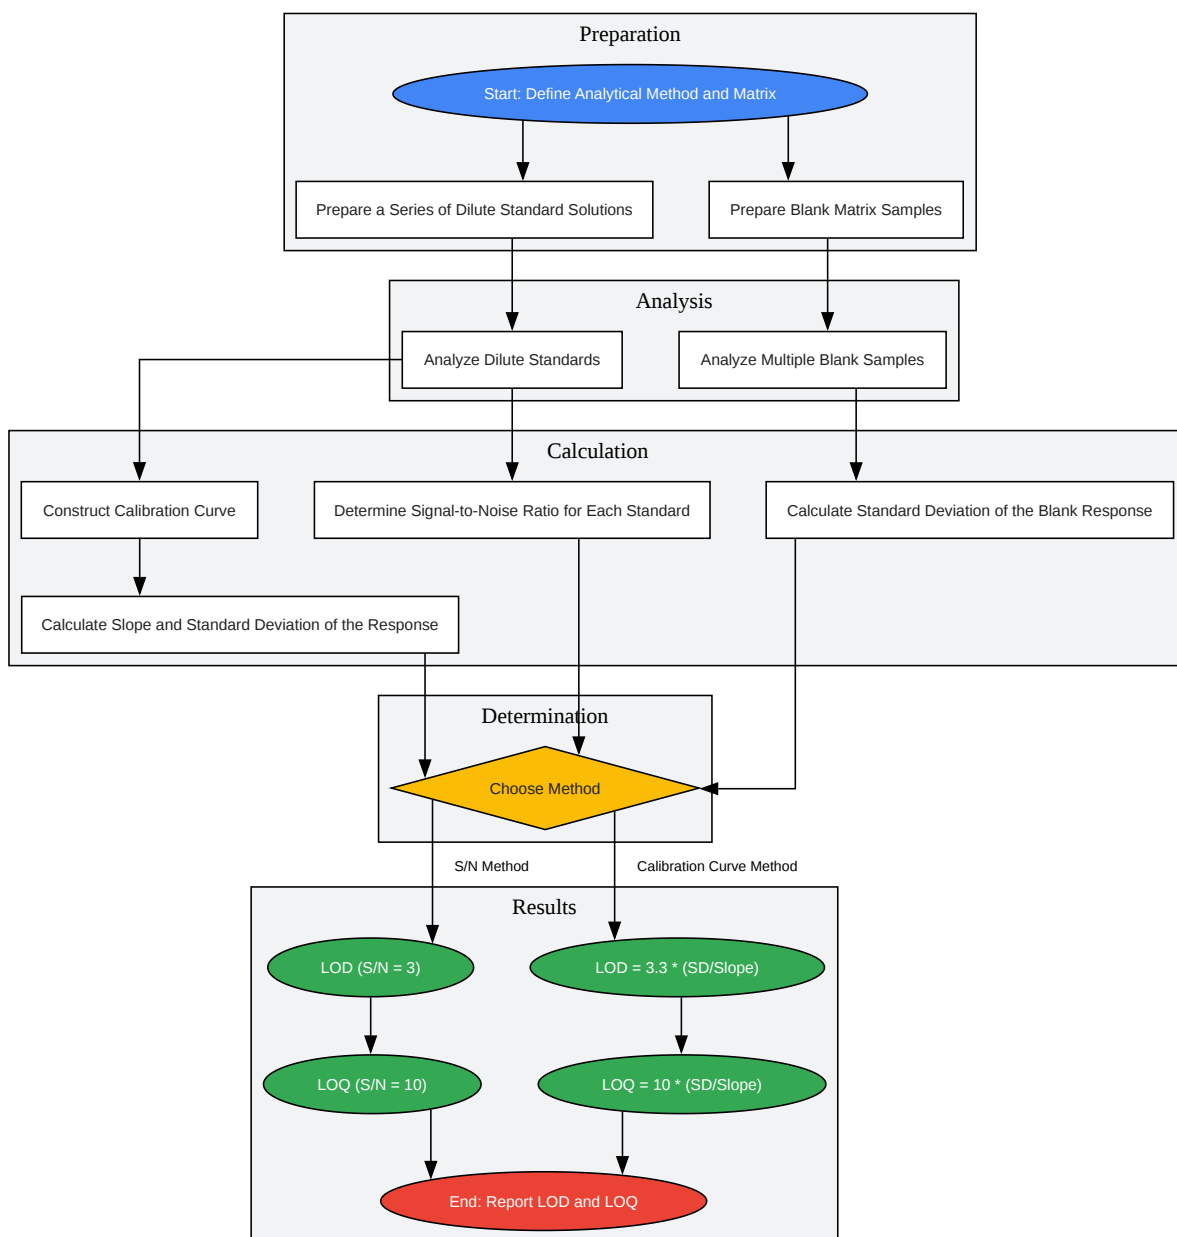 Preparation
Start: Define Analytical Method and Matrix
Prepare a Series of Dilute Standard Solutions
Prepare Blank Matrix Samples
Analysis
Analyze Dilute Standards
Analyze Multiple Blank Samples
Calculation
Construct Calibration Curve
Determine Signal-to-Noise Ratio for Each Standard
Calculate Standard Deviation of the Blank Response
Calculate Slope and Standard Deviation of the Response
Determination
Choose Method
S/N Method
Calibration Curve Method
Results
LOD (S/N = 3)
LOD = 3.3 * (SD/Slope)
LOQ (S/N = 10)
LOQ = 10 * (SD/Slope)
End: Report LOD and LOQ